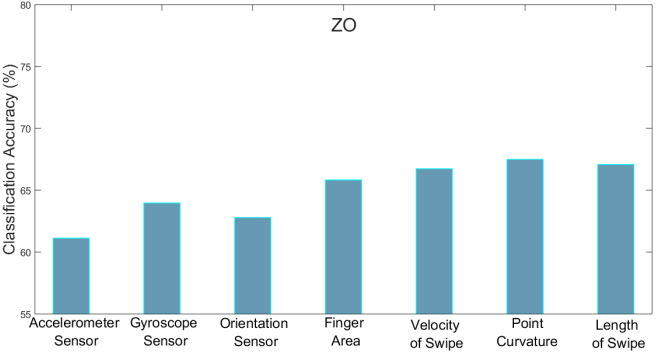 ZO
80
75
70
65
60
55
Classification Accuracy (%)
Accelerometer
Sensor
Gyroscope
Sensor
Orientation
Sensor
Finger
Area
Velocity
of Swipe
Point
Curvature
Length
of Swipe